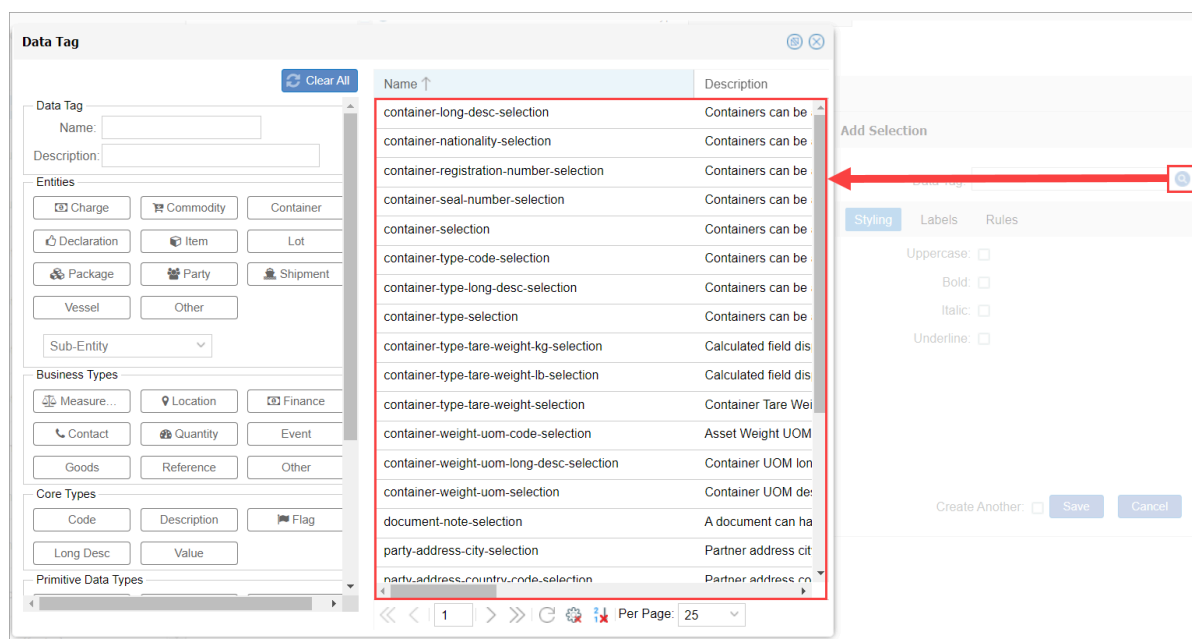 Data Tag
Clear All
Data Tag
Name:
Description:
Entities
Charge
Commodity
Container
Declaration
Item
Lot
Package
Party
Shipment
Vessel
Other
Sub-Entity
Business Types
Measure...
Location
Finance
Contact
Quantity
Event
Goods
Reference
Other
Core Types
Code
Description
Flag
Long Desc
Value
Primitive Data Types
Name Description
container-long-desc-selection Containers can be
container-nationality-selection Containers can be
container-registration-number-selection Containers can be
container-seal-number-selection Containers can be
container-selection Containers can be
container-type-code-selection Containers can be
container-type-long-desc-selection Containers can be
container-type-selection Containers can be
container-type-tare-weight-kg-selection Calculated field dis
container-type-tare-weight-lb-selection Calculated field dis
container-type-tare-weight-selection Container Tare Wei
container-weight-uom-code-selection Asset Weight UOM
container-weight-uom-long-desc-selection Container UOM lon
container-weight-uom-selection Container UOM des
document-note-selection A document can ha
party-address-city-selection Partner address cit
party-address-country-code-selection Partner address co
1 Per Page: 25
Add Selection
Styling Labels Rules
Uppercase:
Bold:
Italic:
Underline:
Create Another: Save Cancel